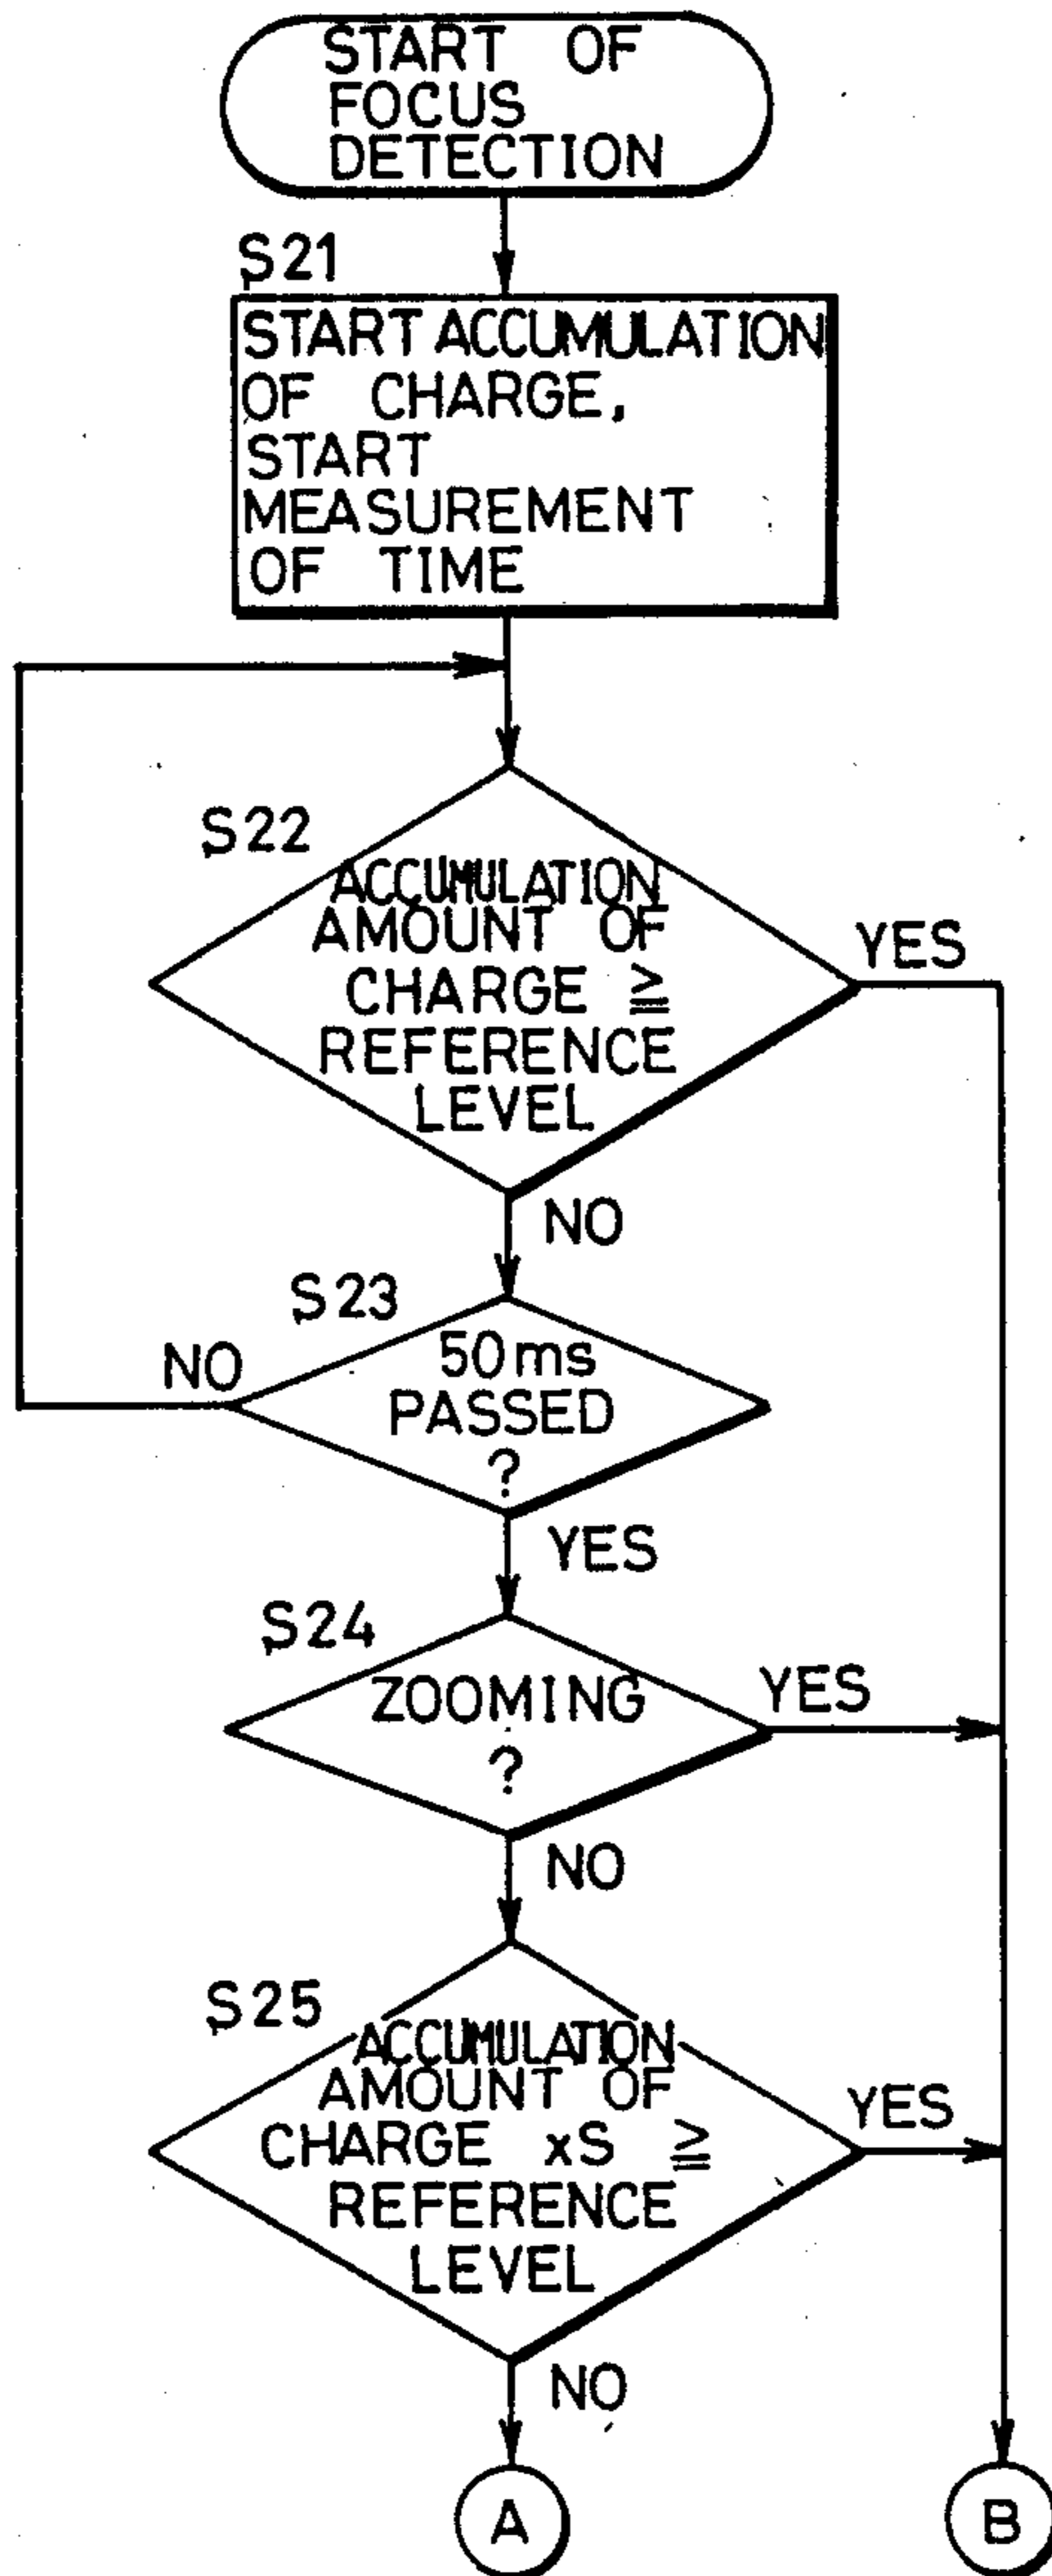 START OF
FOCUS
DETECTION
S21
START ACCUMULATION
OF CHARGE,
START
MEASUREMENT
OF TIME
S22
ACCUMULATION
AMOUNT OF
CHARGE ≧
REFERENCE
LEVEL
YES
NO
S23
50ms
PASSED
?
NO
YES
S24
ZOOMING
?
YES
NO
S25
ACCUMULATION
AMOUNT OF
CHARGE xS ≧
REFERENCE
LEVEL
YES
NO
A
B